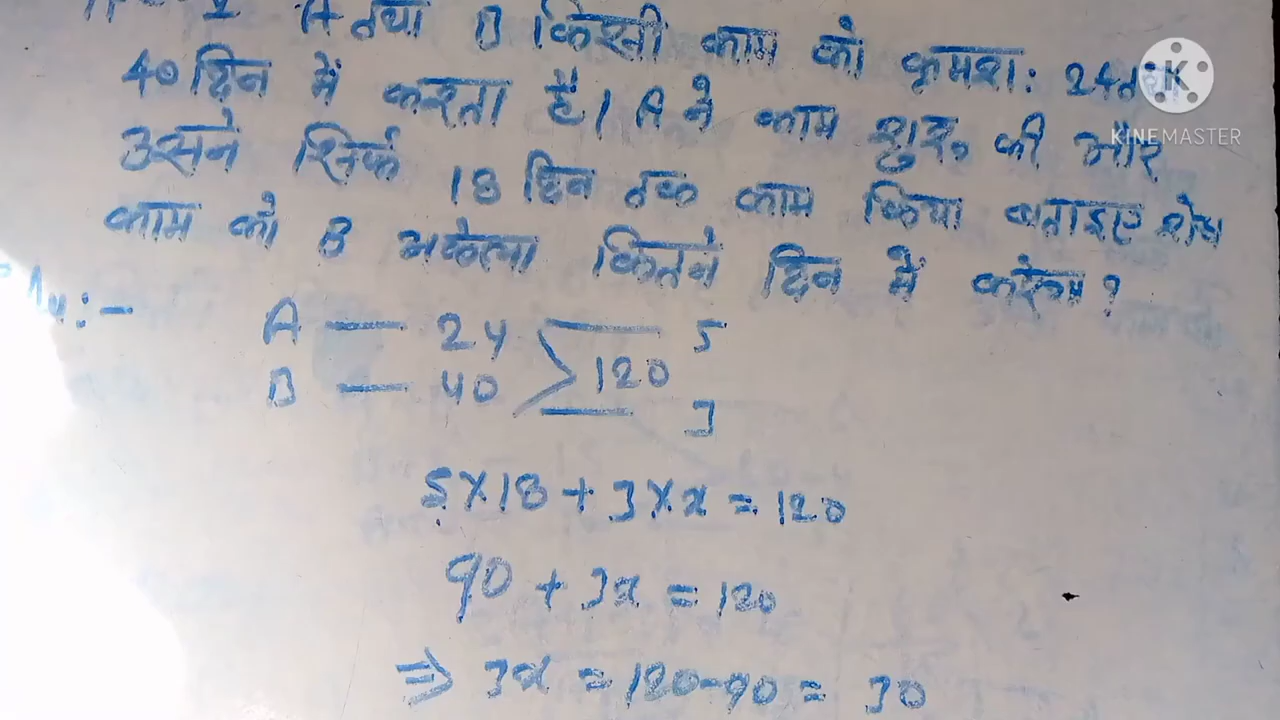 A तथा B किसी काम को क्रमश: 24 तथा
40 दिन में करता है। A ने काम शुरू की और
उसने सिर्फ 18 दिन तक काम किया बताइए शेष
काम को B अकेला कितने दिन में करेगा?
:-
A — 24 5
120
B — 40 3
5×18+3×x=120
90+3x=120
⇒ 3x=120-90=30
K
KINEMASTER